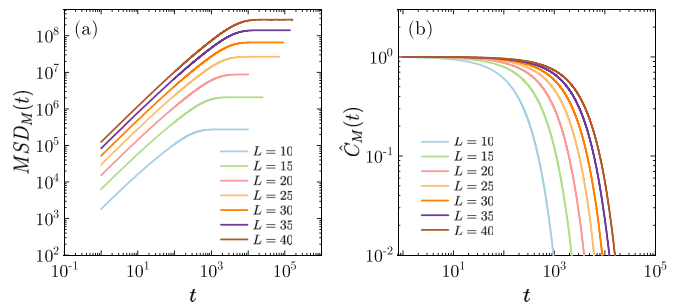 (a)
10^8
10^7
10^6
10^5
10^4
10^3
10^2
MSD_M(t)
L = 10
L = 15
L = 20
L = 25
L = 30
L = 35
L = 40
10^-1 10^1 10^3 10^5
t
(b)
10^0
10^-1
10^-2
Ĉ_M(t)
L = 10
L = 15
L = 20
L = 25
L = 30
L = 35
L = 40
10^1 10^3 10^5
t